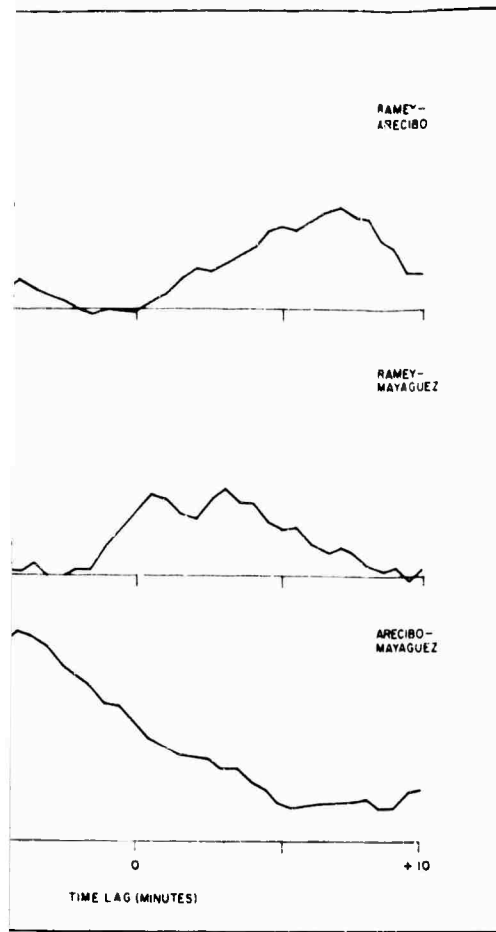 RAMEY-
ARECIBO
RAMEY-
MAYAGUEZ
ARECIBO-
MAYAGUEZ
0
+10
TIME LAG (MINUTES)